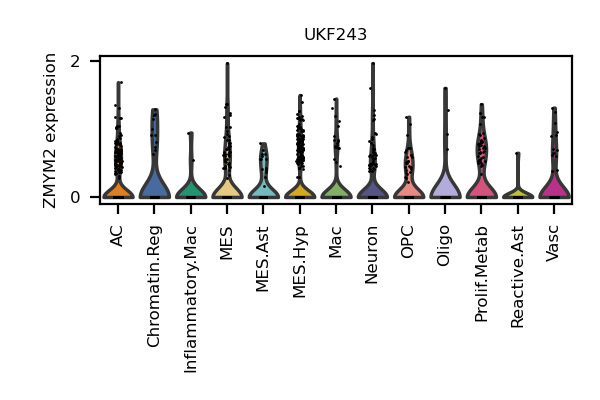 UKF243
ZMYM2 expression
2
0
AC
Chromatin.Reg
Inflammatory.Mac
MES
MES.Ast
MES.Hyp
Mac
Neuron
OPC
Oligo
Prolif.Metab
Reactive.Ast
Vasc